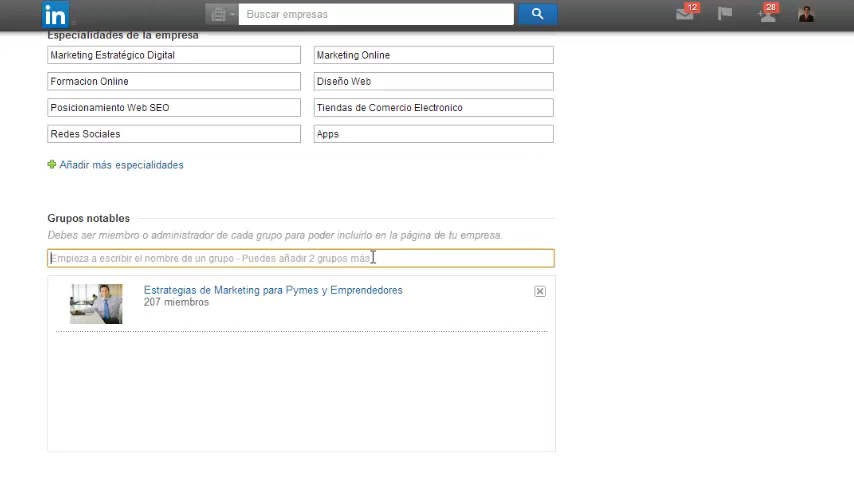 in
Buscar empresas
12
28
Especialidades de la empresa
Marketing Estratégico Digital
Marketing Online
Formacion Online
Diseño Web
Posicionamiento Web SEO
Tiendas de Comercio Electronico
Redes Sociales
Apps
Añadir más especialidades
Grupos notables
Debes ser miembro o administrador de cada grupo para poder incluirlo en la página de tu empresa.
Empieza a escribir el nombre de un grupo - Puedes añadir 2 grupos más
Estrategias de Marketing para Pymes y Emprendedores
207 miembros